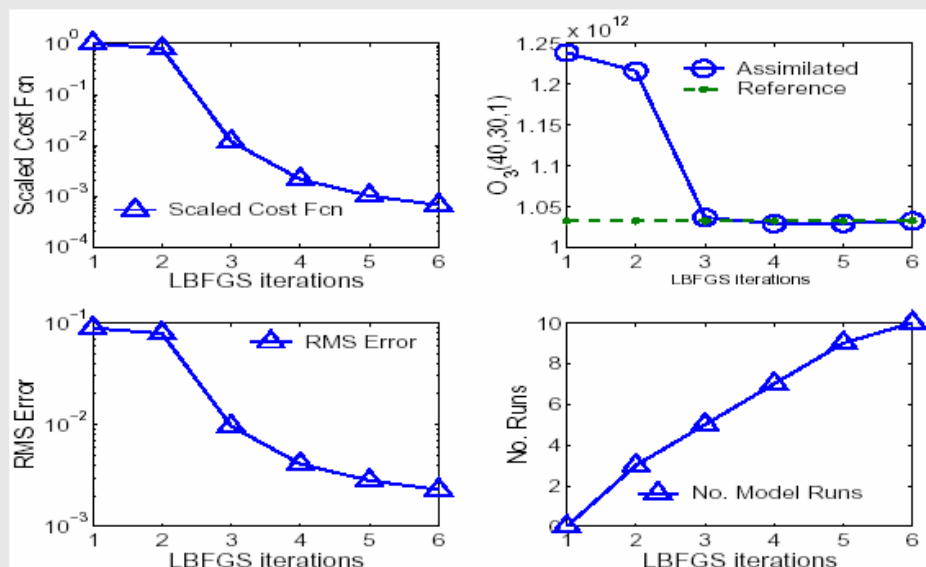 Scaled Cost Fcn
10^0
10^-1
10^-2
10^-3
10^-4
Scaled Cost Fcn
1 2 3 4 5 6
LBFGS iterations
x 10^12
O_3(40,30,1)
1.25
1.2
1.15
1.1
1.05
1
Assimilated
Reference
1 2 3 4 5 6
LBFGS iterations
RMS Error
10^-1
10^-2
10^-3
RMS Error
1 2 3 4 5 6
LBFGS iterations
No. Runs
10
8
6
4
2
0
No. Model Runs
1 2 3 4 5 6
LBFGS iterations